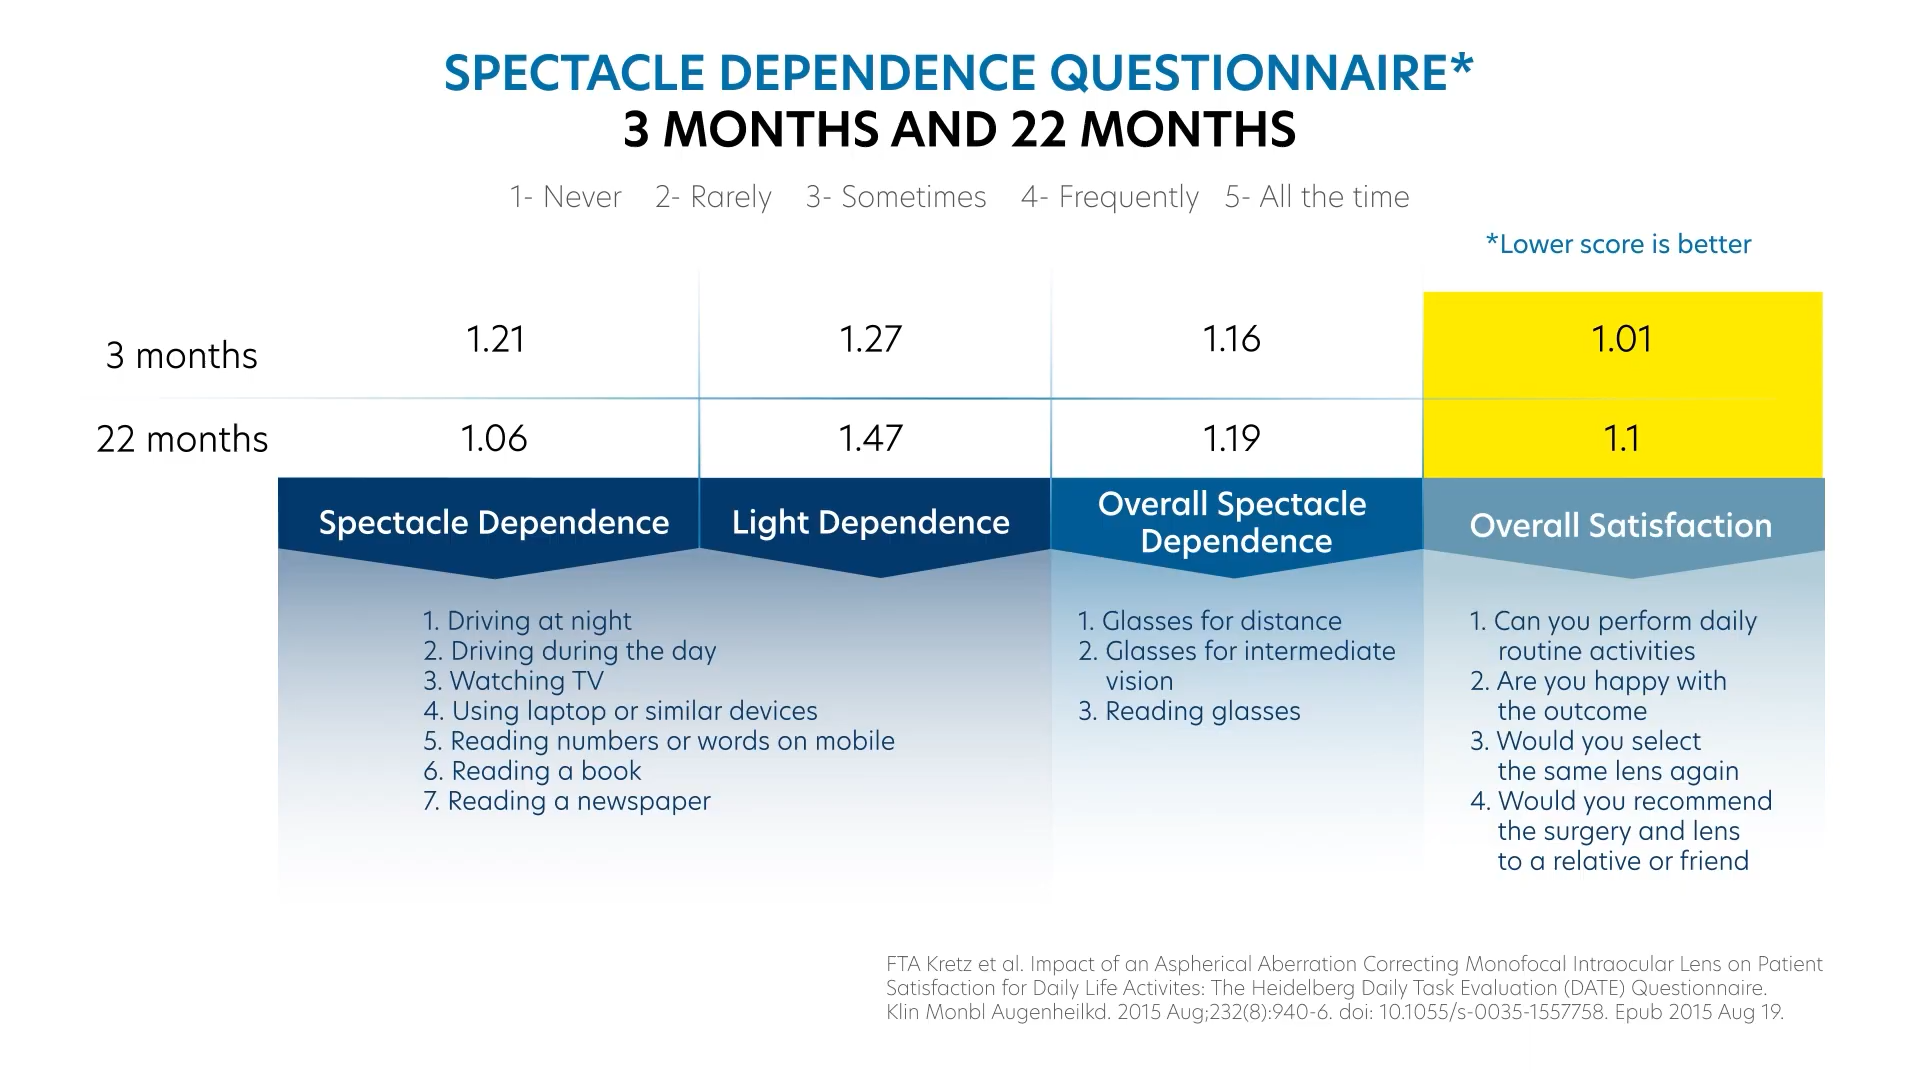 SPECTACLE DEPENDENCE QUESTIONNAIRE*
3 MONTHS AND 22 MONTHS
1- Never 2- Rarely 3- Sometimes 4- Frequently 5- All the time
*Lower score is better
3 months 1.21 1.27 1.16 1.01
22 months 1.06 1.47 1.19 1.1
Spectacle Dependence
Light Dependence
Overall Spectacle
Dependence
Overall Satisfaction
1. Driving at night
2. Driving during the day
3. Watching TV
4. Using laptop or similar devices
5. Reading numbers or words on mobile
6. Reading a book
7. Reading a newspaper
1. Glasses for distance
2. Glasses for intermediate
vision
3. Reading glasses
1. Can you perform daily
routine activities
2. Are you happy with
the outcome
3. Would you select
the same lens again
4. Would you recommend
the surgery and lens
to a relative or friend
FTA Kretz et al. Impact of an Aspherical Aberration Correcting Monofocal Intraocular Lens on Patient
Satisfaction for Daily Life Activites: The Heidelberg Daily Task Evaluation (DATE) Questionnaire.
Klin Monbl Augenheilkd. 2015 Aug;232(8):940-6. doi: 10.1055/s-0035-1557758. Epub 2015 Aug 19.